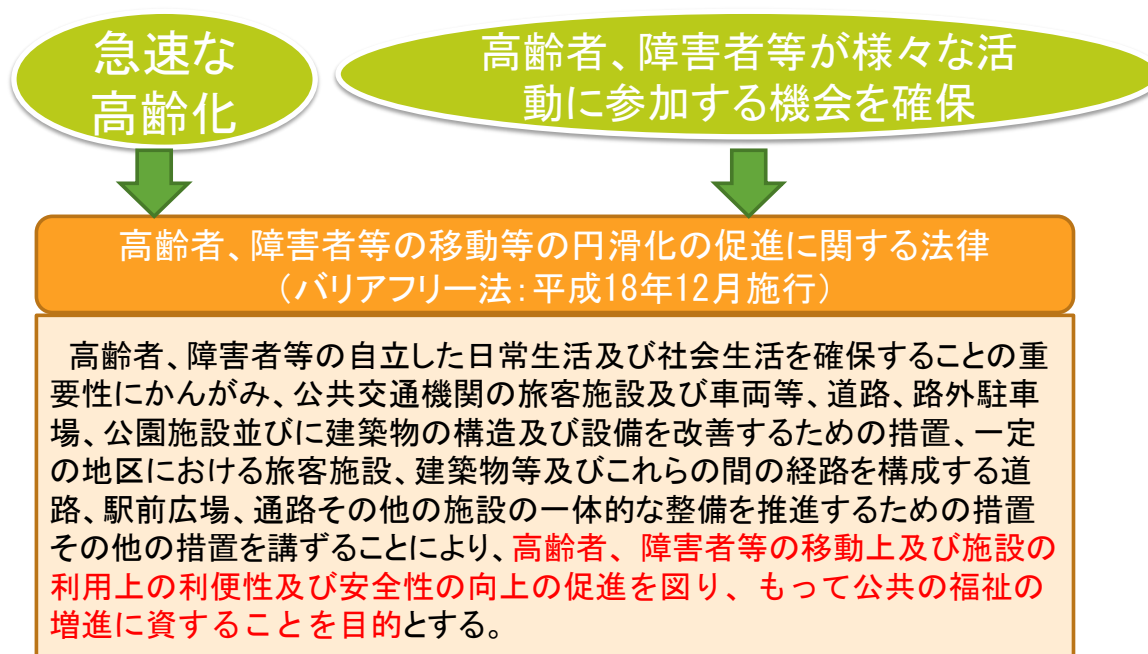 急速な
高齢化
高齢者、障害者等が様々な活
動に参加する機会を確保
高齢者、障害者等の移動等の円滑化の促進に関する法律
（バリアフリー法：平成18年12月施行）
高齢者、障害者等の自立した日常生活及び社会生活を確保することの重
要性にかんがみ、公共交通機関の旅客施設及び車両等、道路、路外駐車
場、公園施設並びに建築物の構造及び設備を改善するための措置、一定
の地区における旅客施設、建築物等及びこれらの間の経路を構成する道
路、駅前広場、通路その他の施設の一体的な整備を推進するための措置
その他の措置を講ずることにより、高齢者、障害者等の移動上及び施設の
利用上の利便性及び安全性の向上の促進を図り、もって公共の福祉の
増進に資することを目的とする。